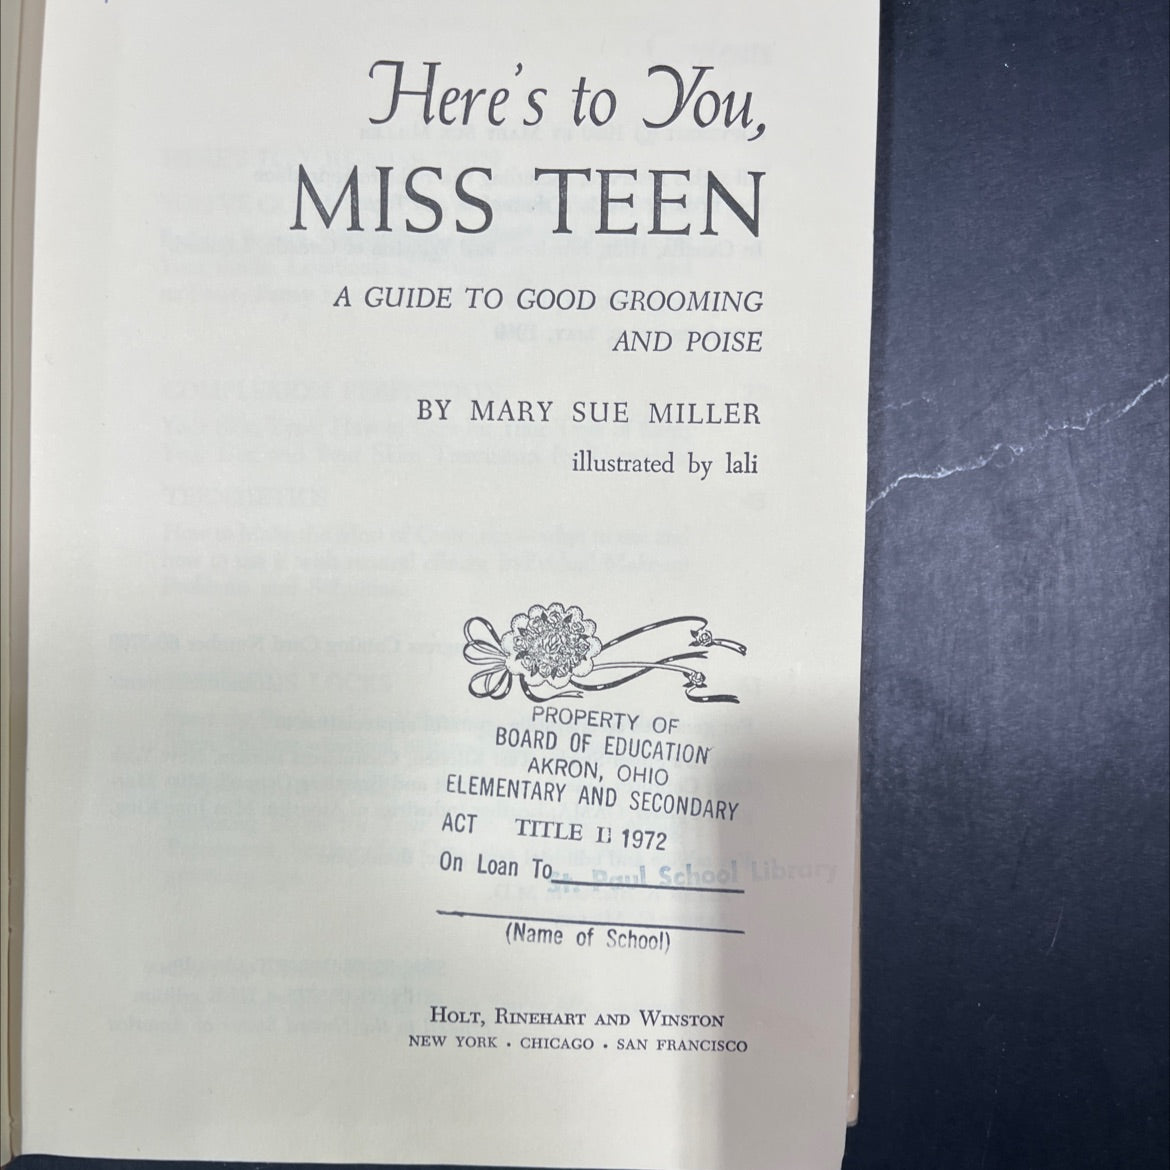 Here's to You,
MISS TEEN
A GUIDE TO GOOD GROOMING
AND POISE
BY MARY SUE MILLER
illustrated by lali
PROPERTY OF
BOARD OF EDUCATION
AKRON, OHIO
ELEMENTARY AND SECONDARY
ACT TITLE II 1972
On Loan To St. Paul School Library
(Name of School)
HOLT, RINEHART AND WINSTON
NEW YORK · CHICAGO · SAN FRANCISCO